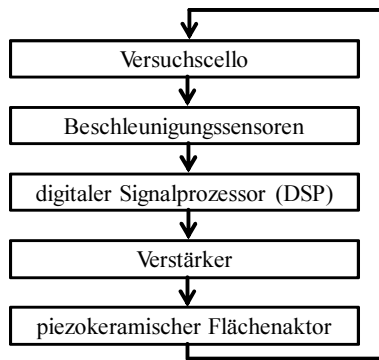 Versuchscello
Beschleunigungssensoren
digitaler Signalprozessor (DSP)
Verstärker
piezokeramischer Flächenaktor